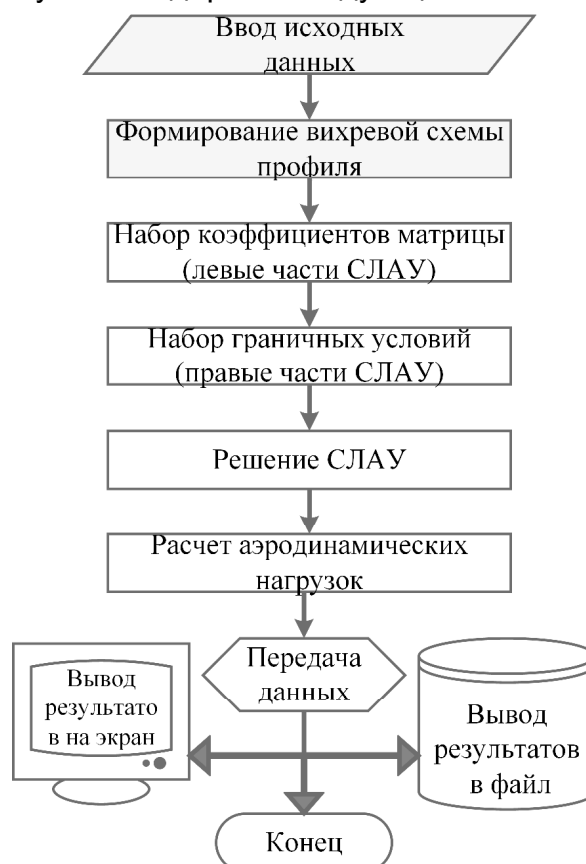 Ввод исходных
данных
Формирование вихревой схемы
профиля
Набор коэффициентов матрицы
(левые части СЛАУ)
Набор граничных условий
(правые части СЛАУ)
Решение СЛАУ
Расчет аэродинамических
нагрузок
Передача
данных
Вывод
результато
в на экран
Вывод
результатов
в файл
Конец